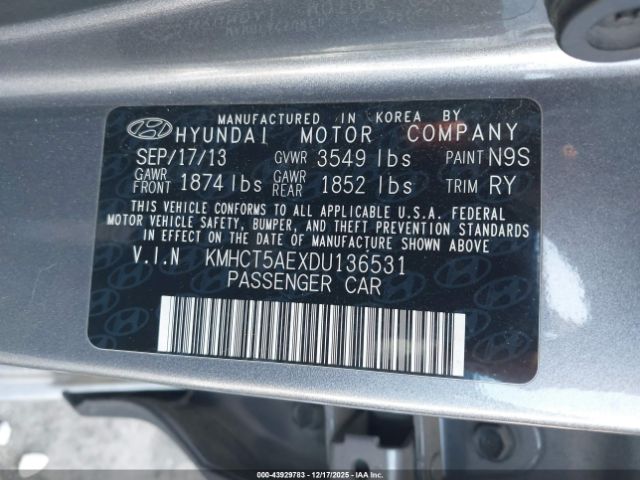 MANUFACTURED IN KOREA BY
HYUNDAI MOTOR COMPANY
SEP/17/13 GVWR 3549 lbs PAINT N9S
GAWR FRONT 1874 lbs GAWR REAR 1852 lbs TRIM RY
THIS VEHICLE CONFORMS TO ALL APPLICABLE U.S.A. FEDERAL
MOTOR VEHICLE SAFETY, BUMPER, AND THEFT PREVENTION STANDARDS
IN EFFECT ON THE DATE OF MANUFACTURE SHOWN ABOVE
V.I.N KMHCT5AEXDU136531
PASSENGER CAR
000-43929783 | 12/17/2025 - IAAI.COM